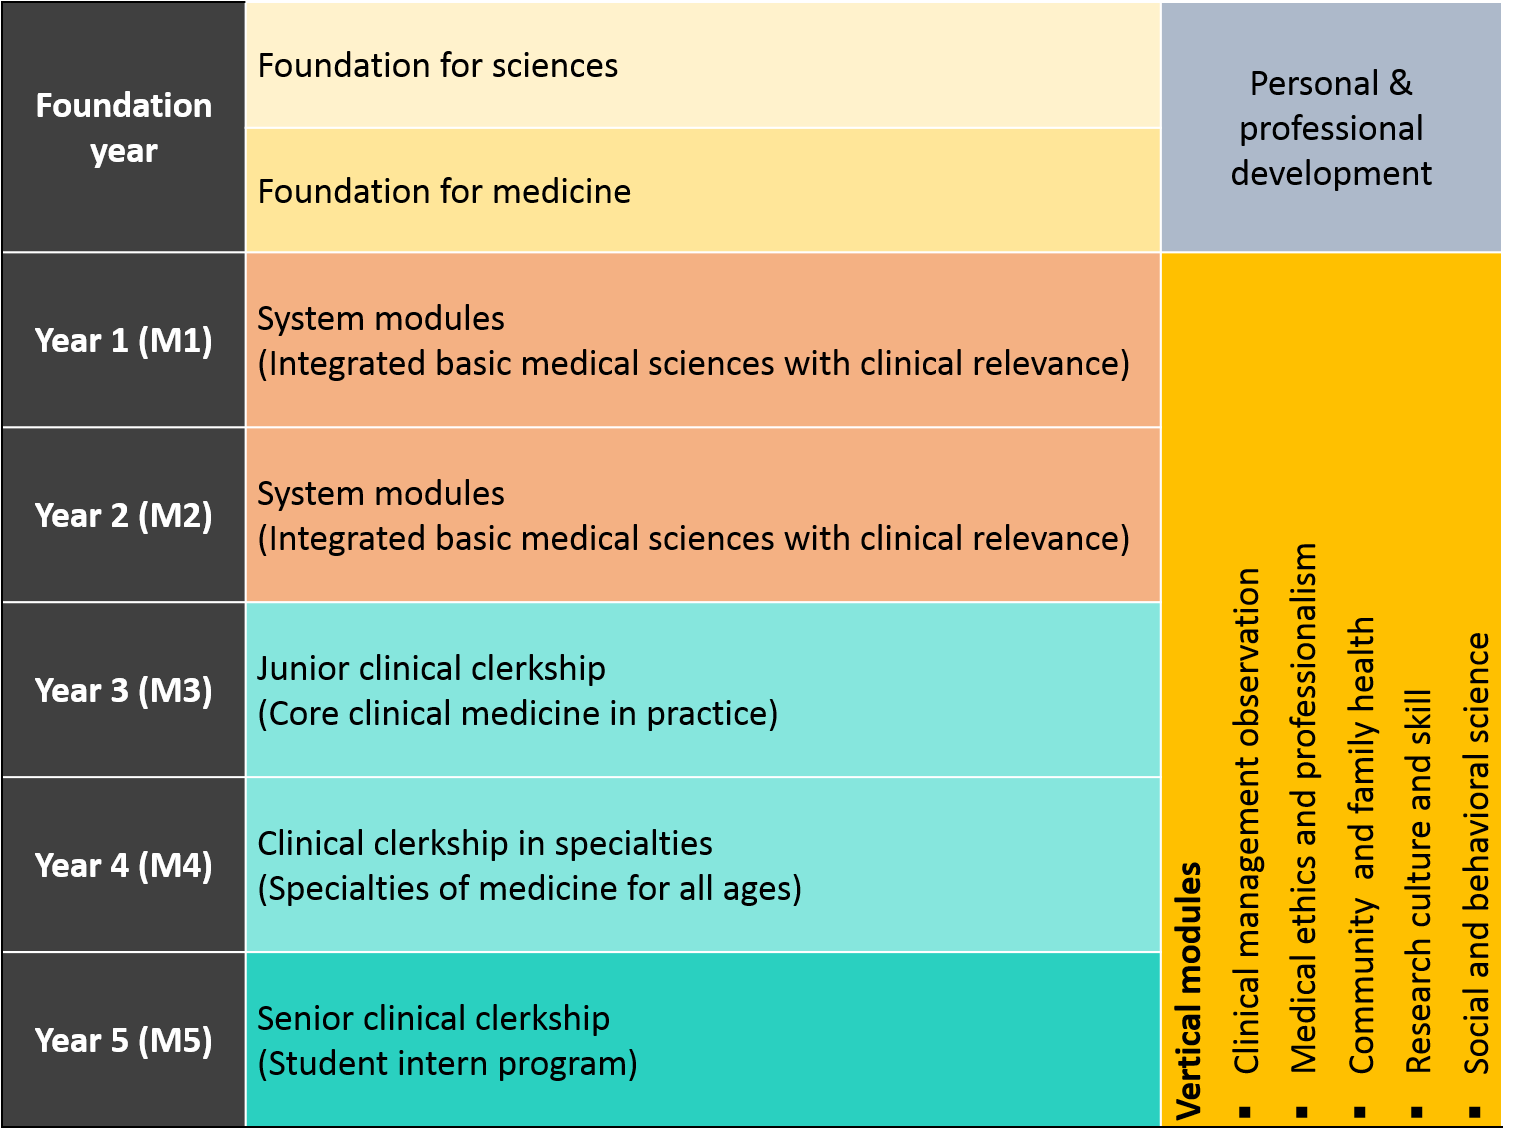 Foundation
year
Foundation for sciences
Foundation for medicine
Personal &
professional
development
Year 1 (M1)
System modules
(Integrated basic medical sciences with clinical relevance)
Year 2 (M2)
System modules
(Integrated basic medical sciences with clinical relevance)
Year 3 (M3)
Junior clinical clerkship
(Core clinical medicine in practice)
Year 4 (M4)
Clinical clerkship in specialties
(Specialties of medicine for all ages)
Year 5 (M5)
Senior clinical clerkship
(Student intern program)
Vertical modules
▪ Clinical management observation
▪ Medical ethics and professionalism
▪ Community and family health
▪ Research culture and skill
▪ Social and behavioral science